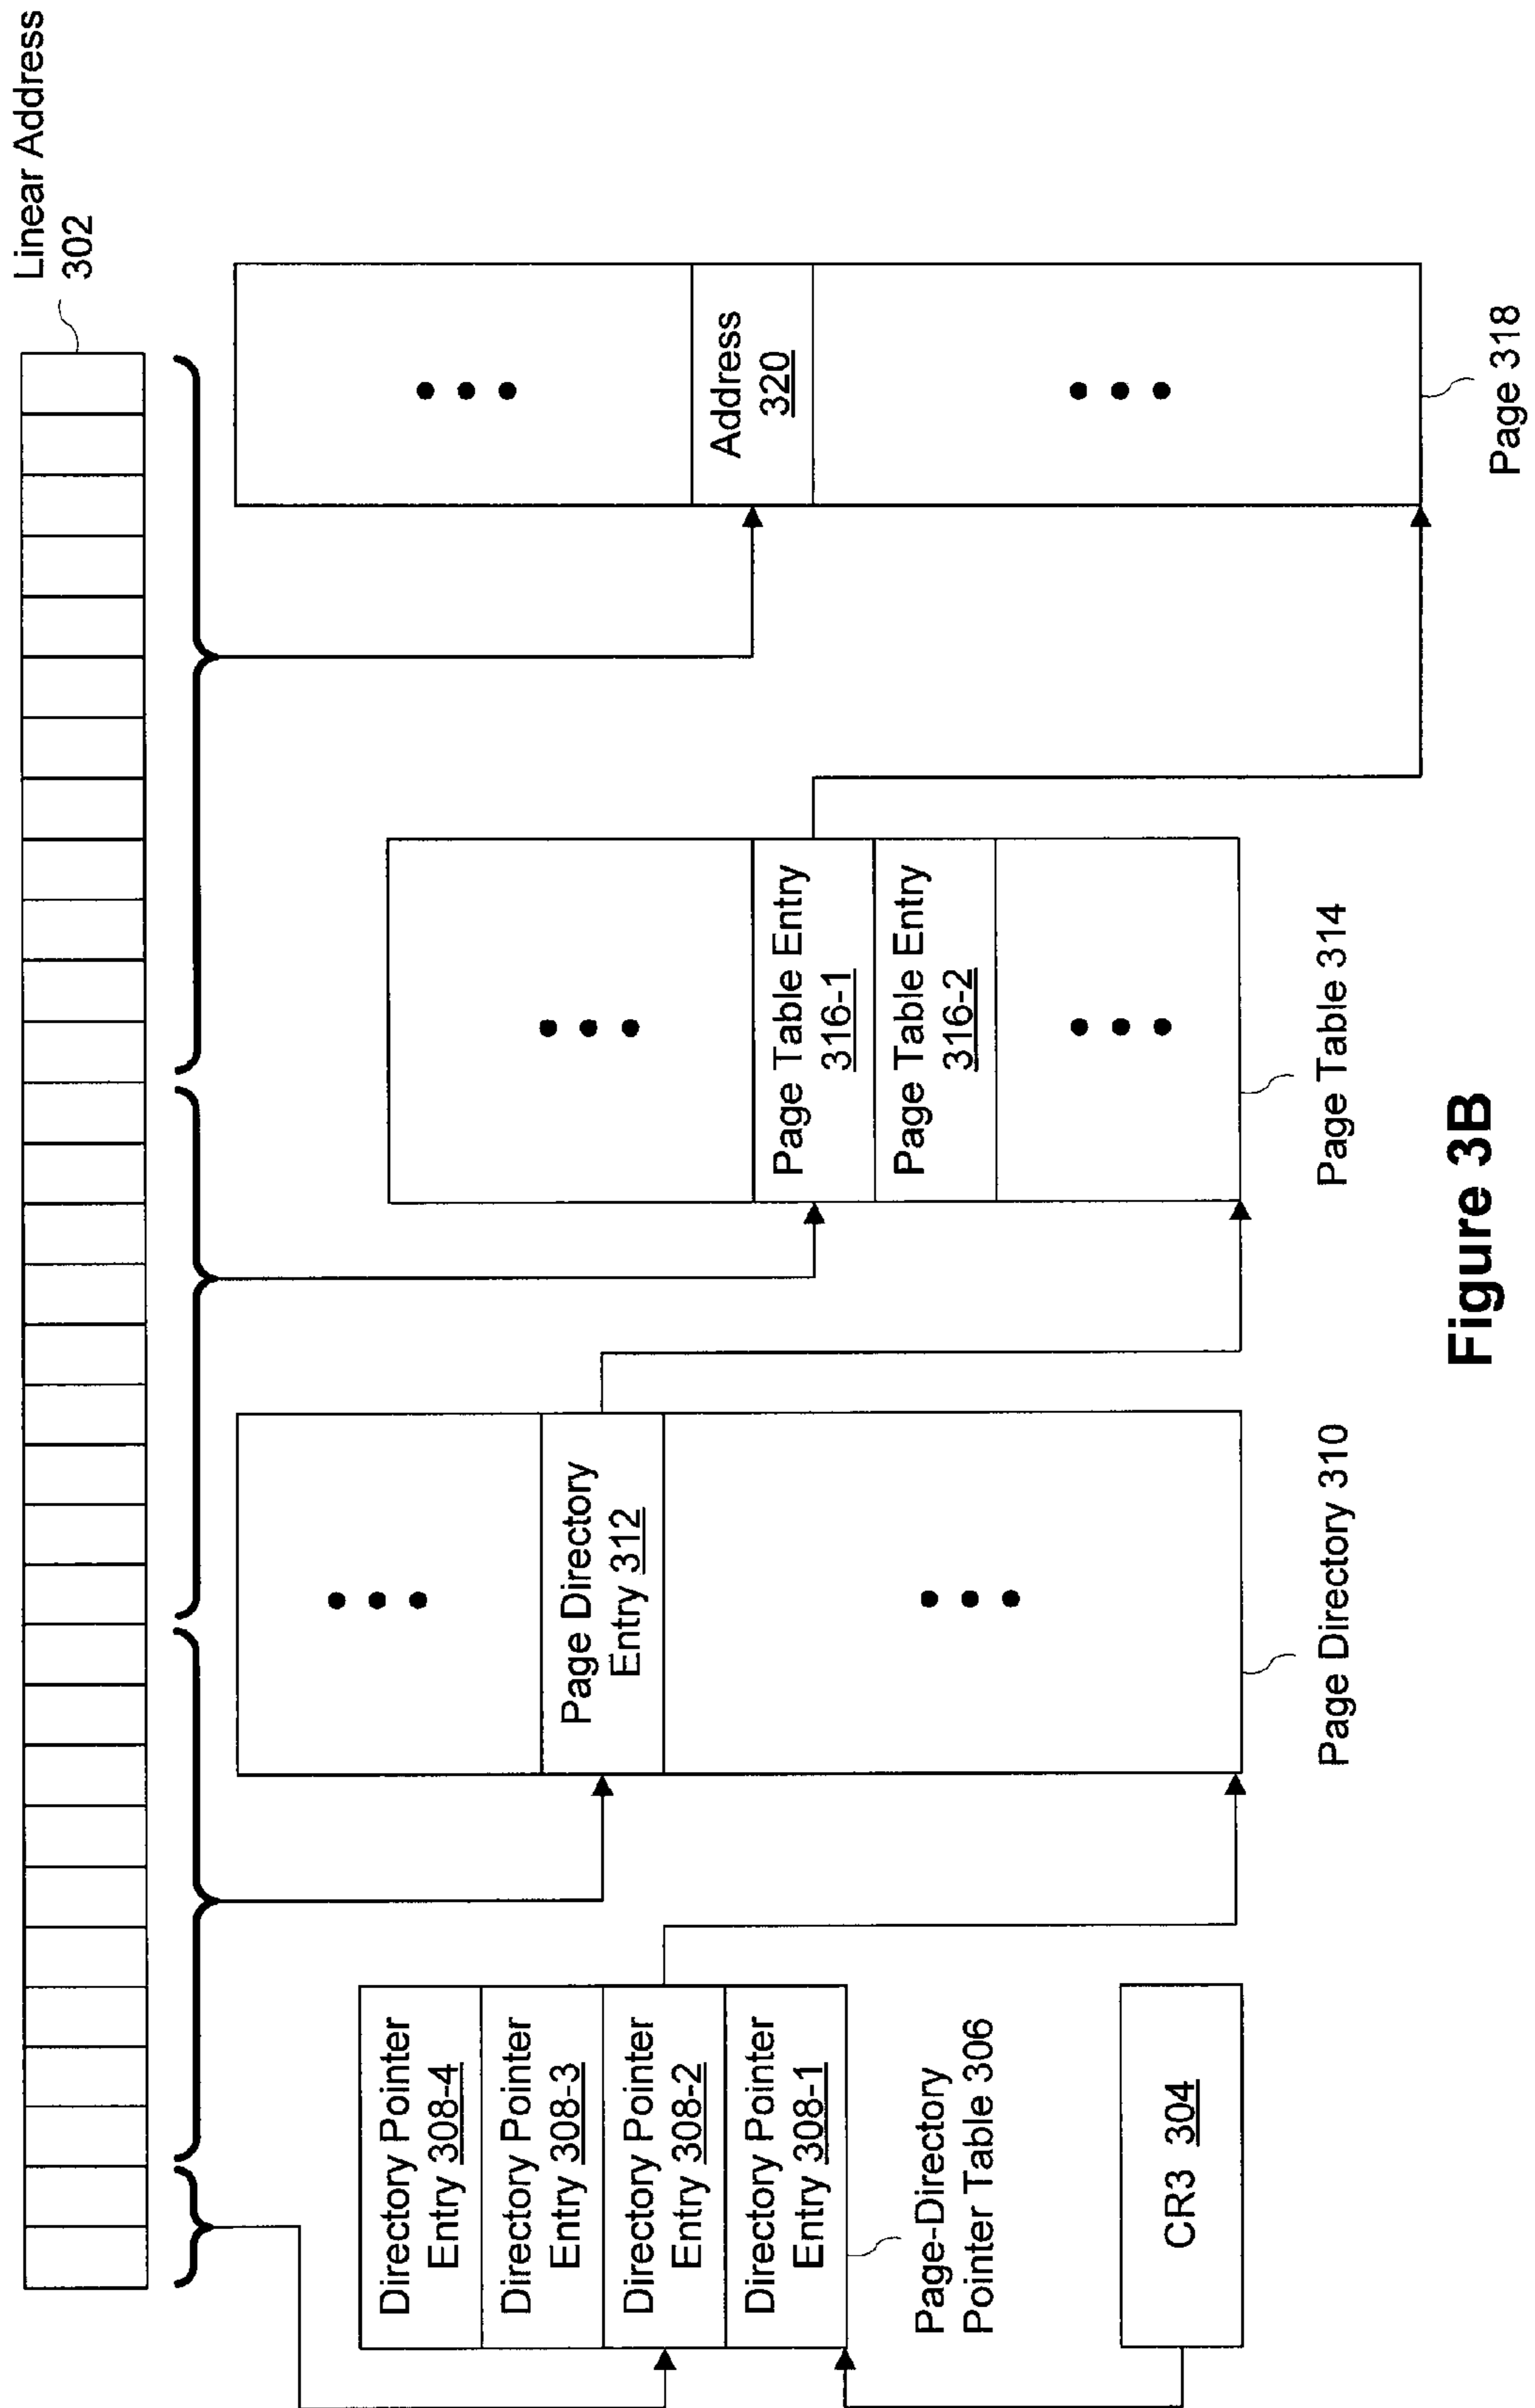 Linear Address
302
Directory Pointer
Entry 308-4
Directory Pointer
Entry 308-3
Directory Pointer
Entry 308-2
Directory Pointer
Entry 308-1
Page-Directory
Pointer Table 306
CR3 304
Page Directory
Entry 312
Page Directory 310
Page Table Entry
316-1
Page Table Entry
316-2
Page Table 314
Address
320
Page 318
Figure 3B